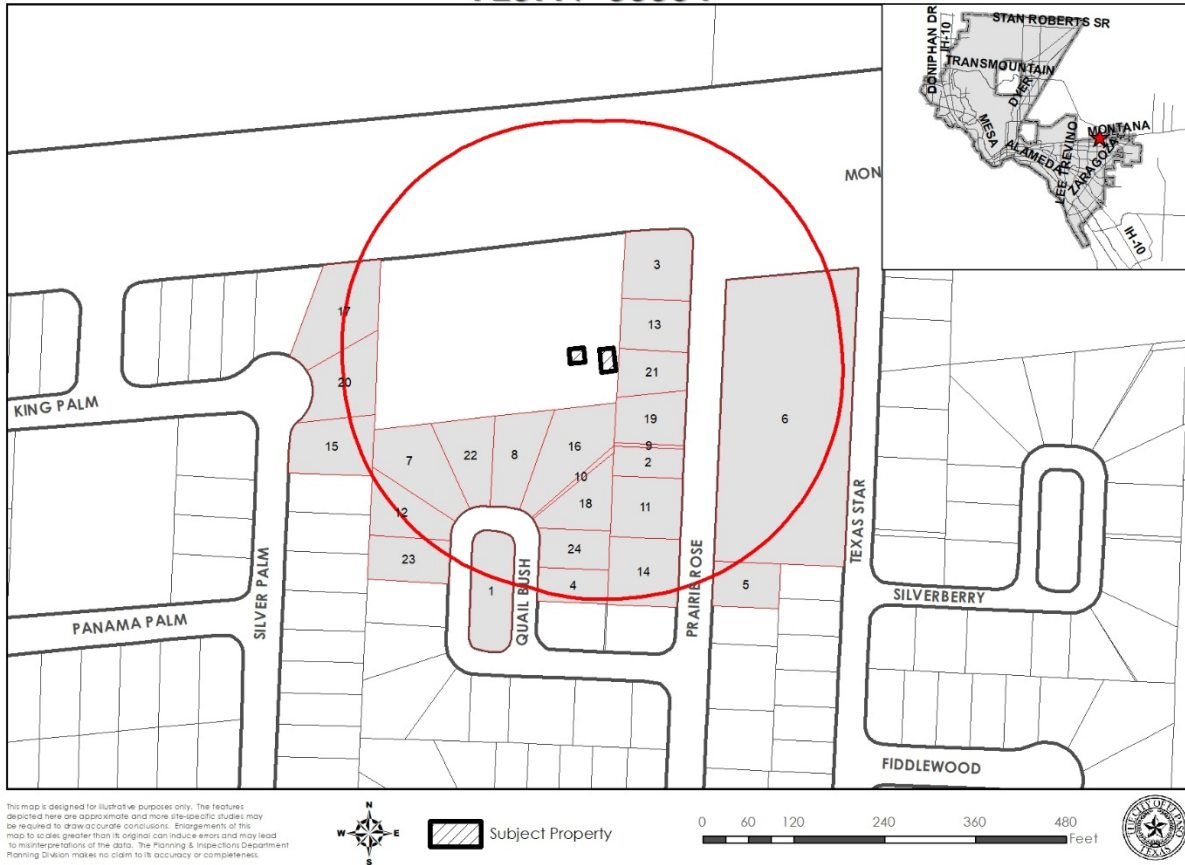 STAN ROBERTS SR
DONIPHAN DR
IH-10
TRANSMOUNTAIN
DYER
MESA
MONTANA
ALAMEDA
LEE TREVINO
ZARAGOZA
IH-10
MON
3
17
13
20
21
KING PALM
19
6
15
9
7
22
8
16
2
10
12
18
11
TEXAS STAR
24
23
14
PRAIRIE ROSE
4
5
1
QUAIL BUSH
SILVERBERRY
SILVER PALM
PANAMA PALM
FIDDLEWOOD
This map is designed for illustrative purposes only. The features
depicted here are approximate and more site-specific studies may
be required to draw accurate conclusions. Enlargements of this
map to scales greater than its original can induce errors and may lead
to misinterpretations of the data. The Planning & Inspections Department
Planning Division makes no claim to its accuracy or completeness.
N
W E
S
Subject Property
0 60 120 240 360 480
Feet